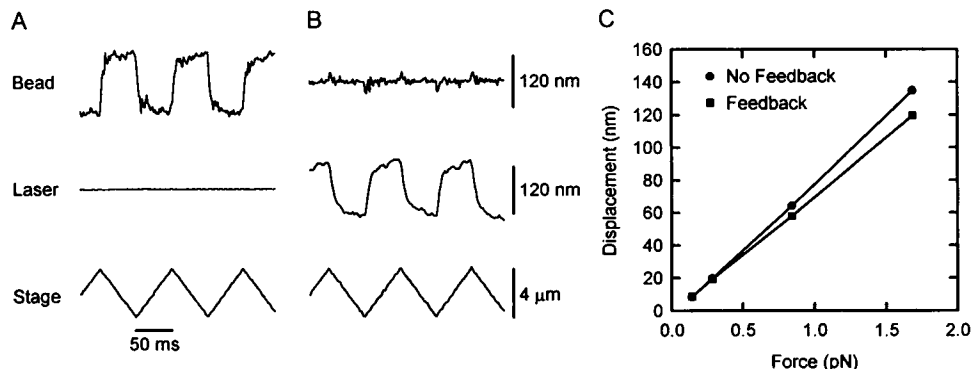 A
Bead
Laser
Stage
50 ms
B
120 nm
120 nm
4 μm
C
Displacement (nm)
160
140
120
100
80
60
40
20
0
No Feedback
Feedback
0.0 0.5 1.0 1.5 2.0
Force (pN)